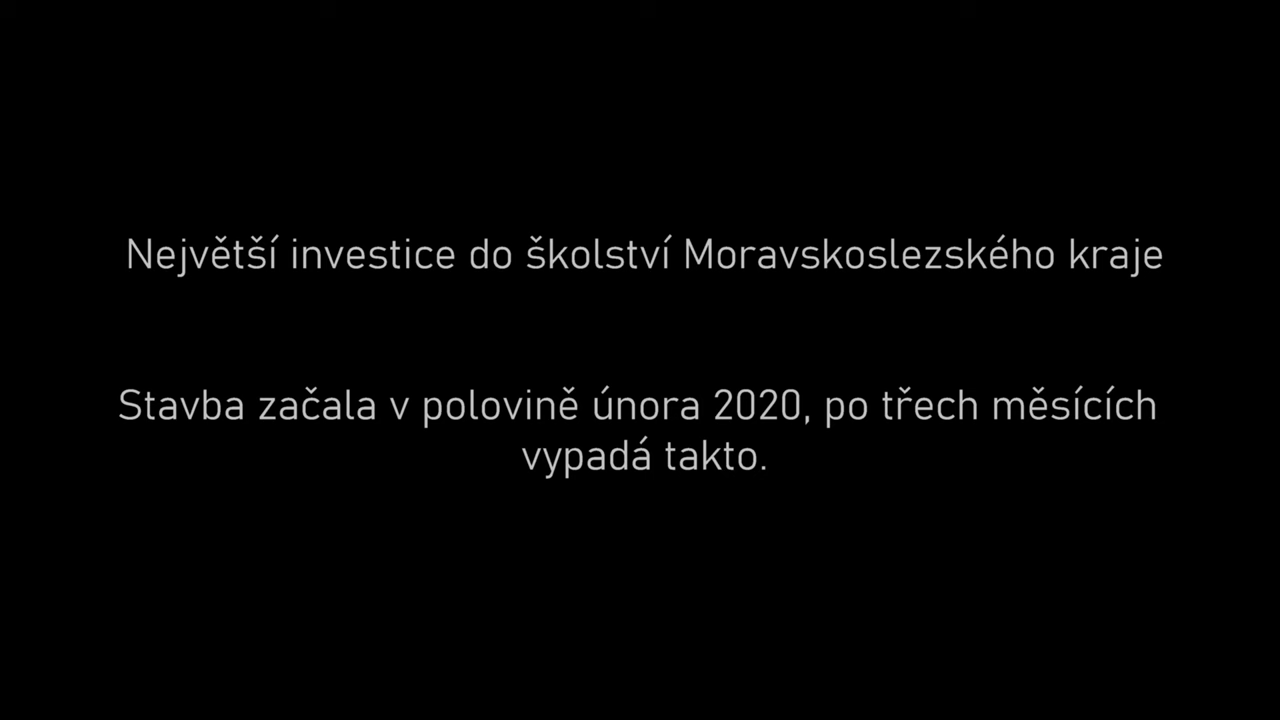 Největší investice do školství Moravskoslezského kraje
Stavba začala v polovině února 2020, po třech měsících
vypadá takto.